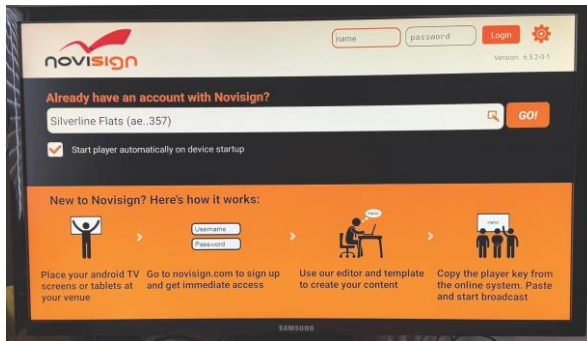 novisign
name
password
Login
Version: 6.5.2-0-1
Already have an account with Novisign?
Silverline Flats (ae..357)
GO!
Start player automatically on device startup
New to Novisign? Here's how it works:
Username
Password
Place your android TV
screens or tablets at
your venue
Go to novisign.com to sign up
and get immediate access
Use our editor and template
to create your content
Copy the player key from
the online system. Paste
and start broadcast
SAMSUNG